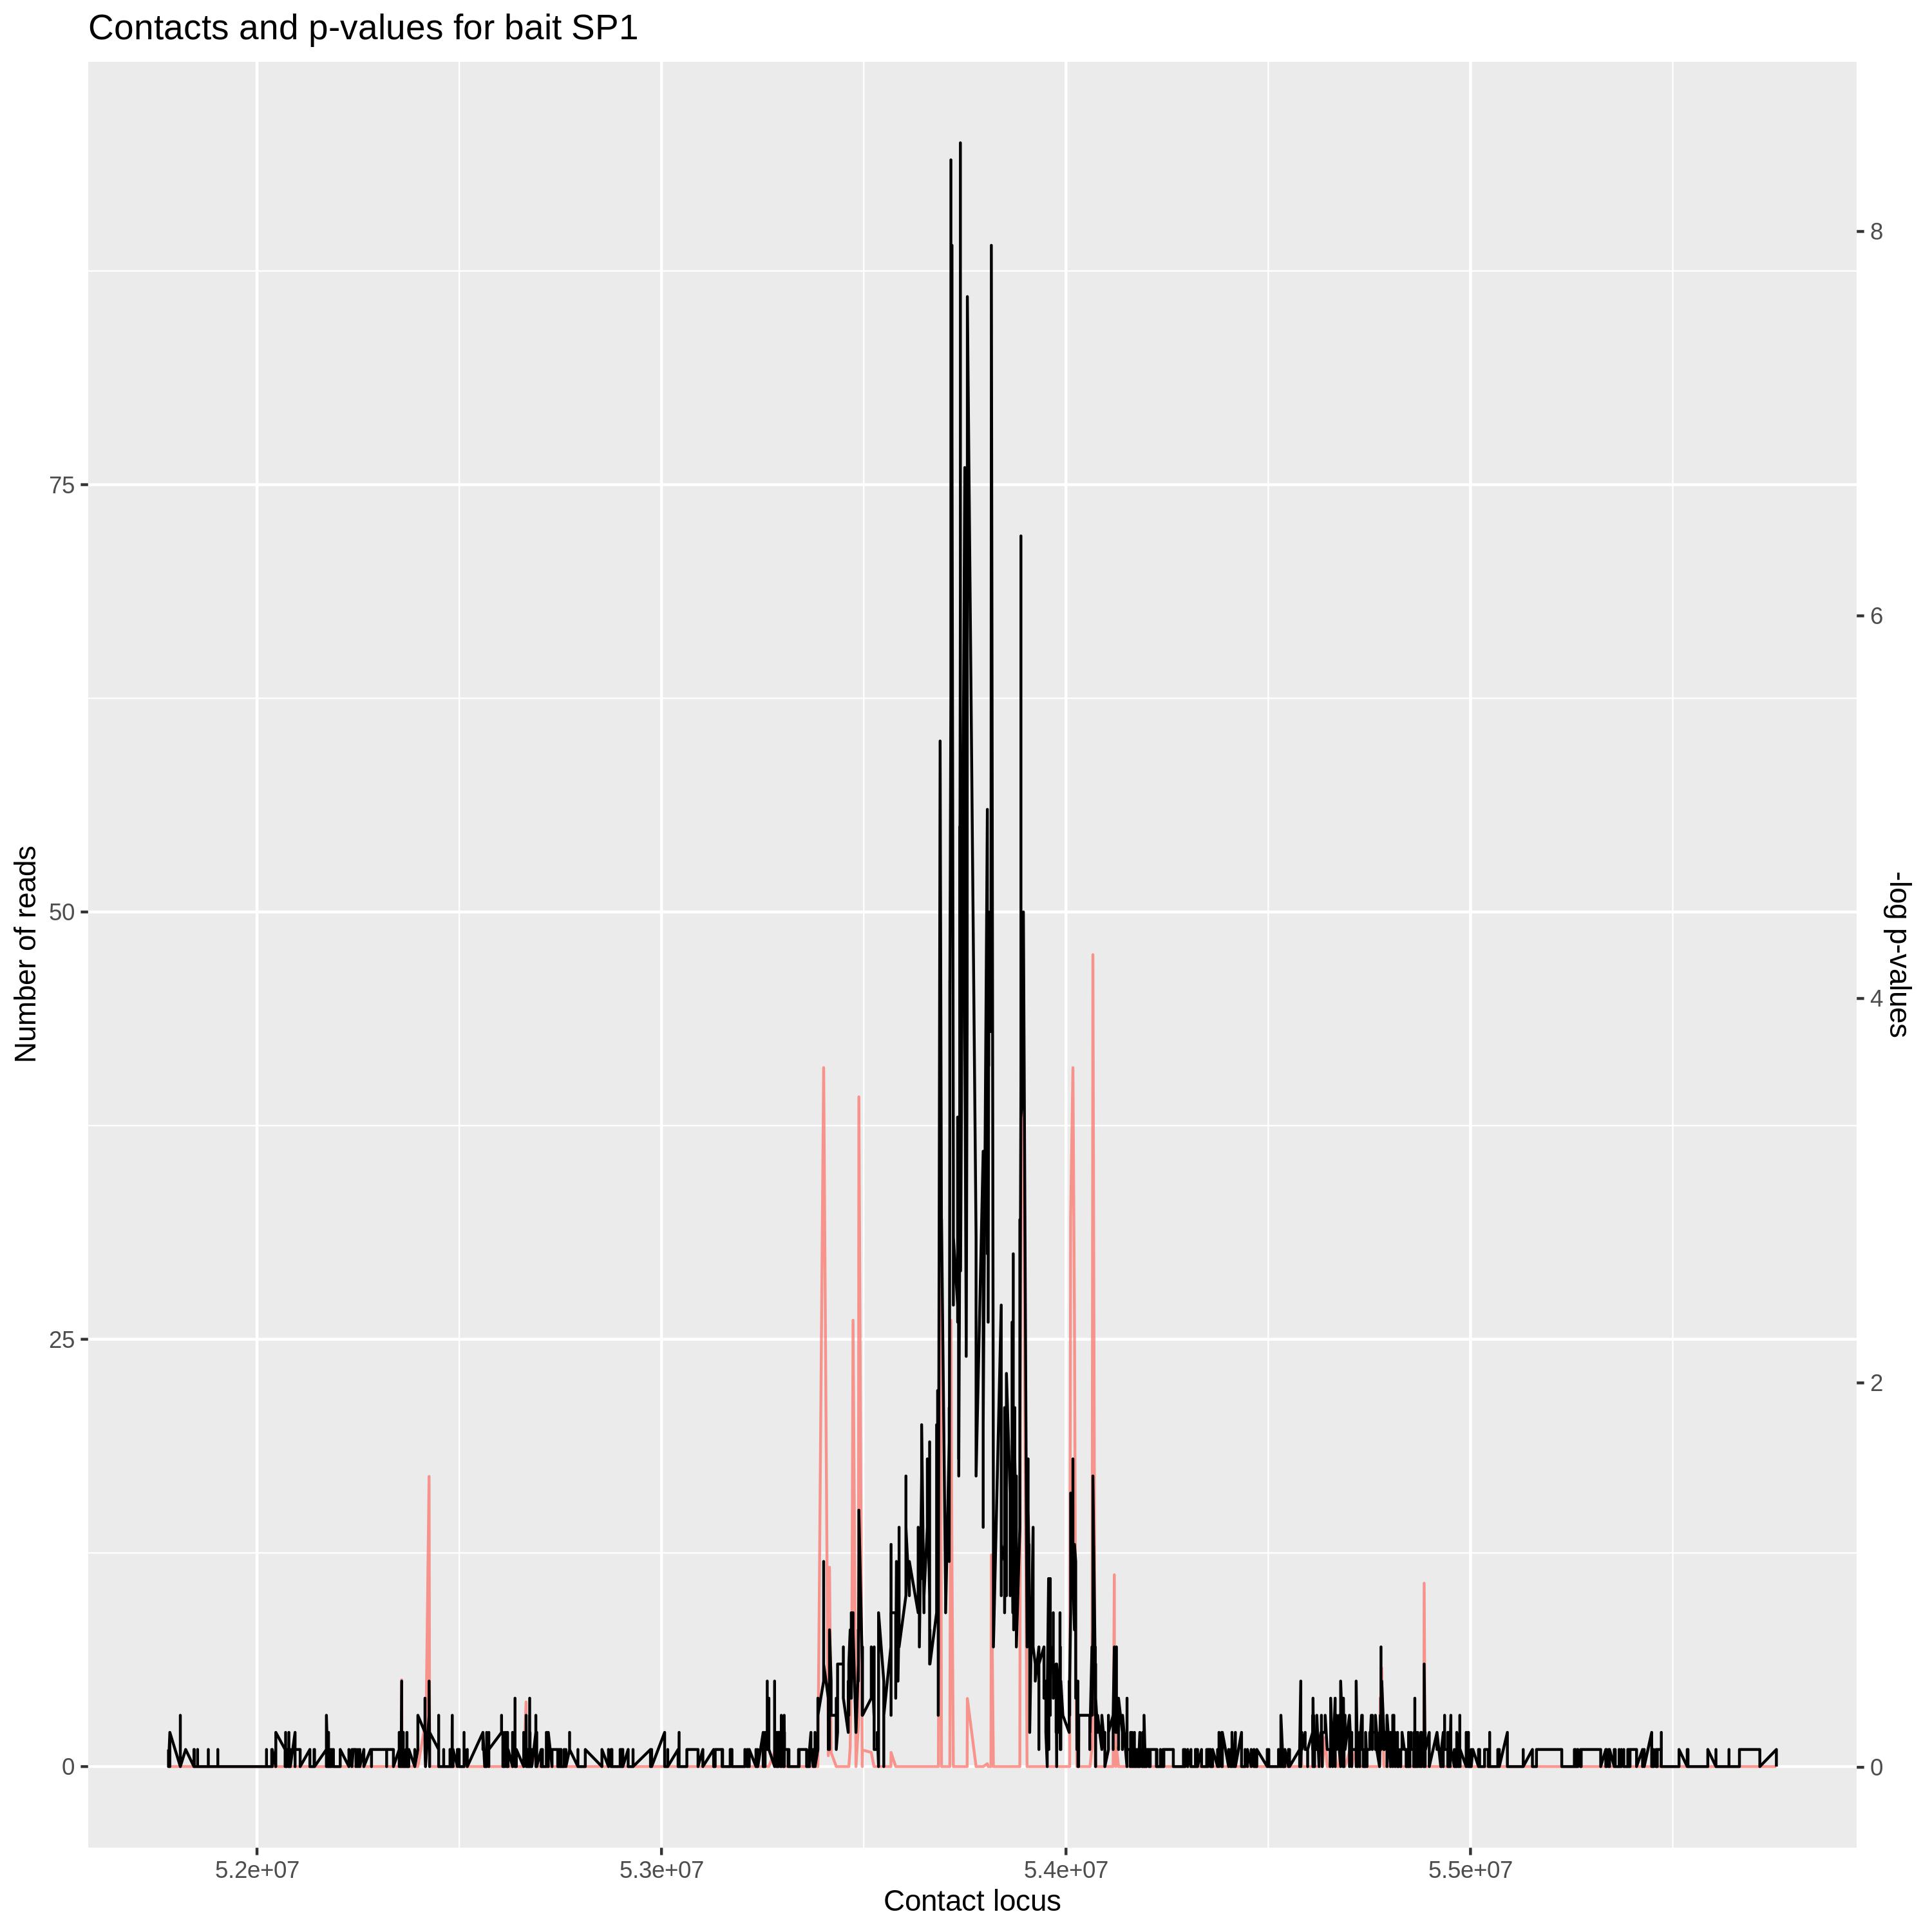 Contacts and p-values for bait SP1
Number of reads
75
50
25
0
8
6
4
2
0
-log p-values
5.2e+07
5.3e+07
5.4e+07
5.5e+07
Contact locus